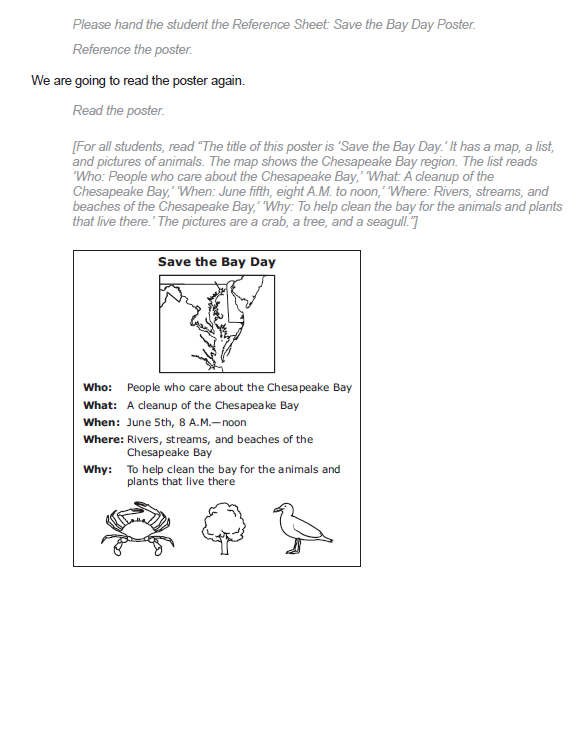 Please hand the student the Reference Sheet: Save the Bay Day Poster.
Reference the poster.
We are going to read the poster again.
Read the poster.
[For all students, read “The title of this poster is ‘Save the Bay Day.’ It has a map, a list,
and pictures of animals. The map shows the Chesapeake Bay region. The list reads
‘Who: People who care about the Chesapeake Bay,’ ‘What: A cleanup of the
Chesapeake Bay,’ ‘When: June fifth, eight A.M. to noon,’ ‘Where: Rivers, streams, and
beaches of the Chesapeake Bay,’ ‘Why: To help clean the bay for the animals and plants
that live there.’ The pictures are a crab, a tree, and a seagull.”]
Save the Bay Day
Who: People who care about the Chesapeake Bay
What: A cleanup of the Chesapeake Bay
When: June 5th, 8 A.M.—noon
Where: Rivers, streams, and beaches of the
Chesapeake Bay
Why: To help clean the bay for the animals and
plants that live there